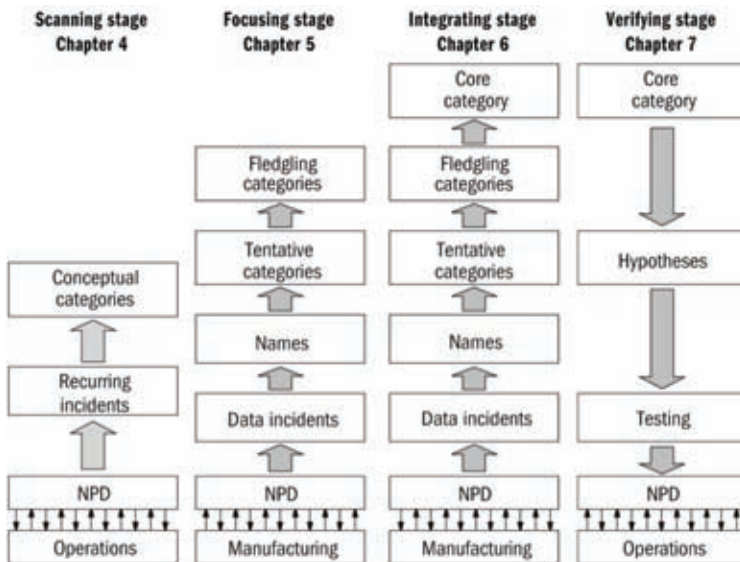 Scanning stage
Chapter 4
Focusing stage
Chapter 5
Integrating stage
Chapter 6
Verifying stage
Chapter 7
Core
category
Core
category
Fledgling
categories
Fledgling
categories
Conceptual
categories
Tentative
categories
Tentative
categories
Hypotheses
Names
Names
Recurring
incidents
Data incidents
Data incidents
Testing
NPD
NPD
NPD
NPD
Operations
Manufacturing
Manufacturing
Operations